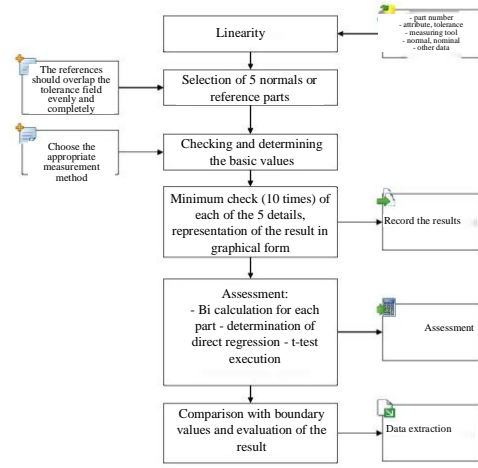 Linearity
- part number
- attribute, tolerance
- measuring tool
- normal, nominal
- other data
The references
should overlap the
tolerance field
evenly and
completely
Selection of 5 normals or
reference parts
Choose the
appropriate
measurement
method
Checking and determining
the basic values
Minimum check (10 times) of
each of the 5 details,
representation of the result in
graphical form
Record the results
Assessment:
- Bi calculation for each
part - determination of
direct regression - t-test
execution
Assessment
Comparison with boundary
values and evaluation of the
result
Data extraction